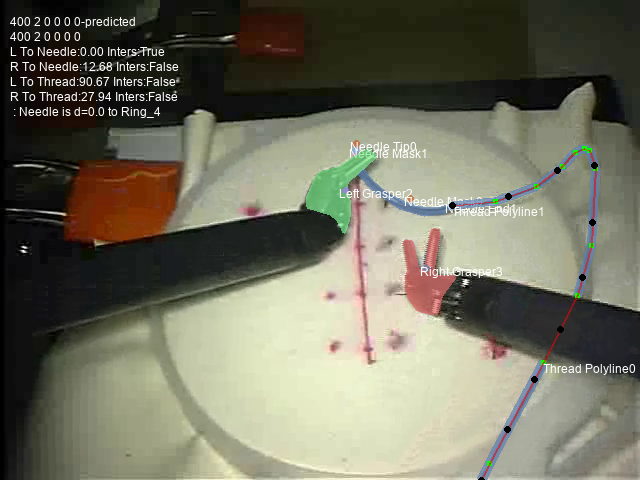 400 2 0 0 0 0-predicted
400 2 0 0 0 0
L To Needle:0.00 Inters:True
R To Needle:12.68 Inters:False
L To Thread:90.67 Inters:False
R To Thread:27.94 Inters:False
: Needle is d=0.0 to Ring_4
Needle Tip0
Needle Mask1
Left Grasper2
Thread Polyline1
Right Grasper3
Thread Polyline0